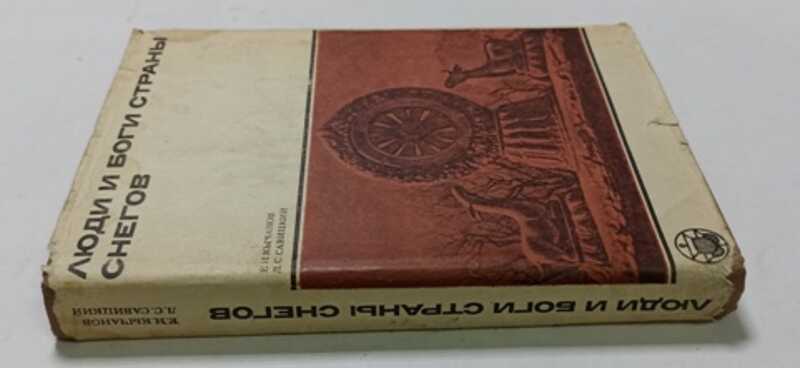 ЛЮДИ И БОГИ СТРАНЫ
СНЕГОВ
Е.И.КЫЧАНОВ
Л.С.САВИЦКИЙ
Е.И.КЫЧАНОВ
Л.С.САВИЦКИЙ
ЛЮДИ И БОГИ СТРАНЫ СНЕГОВ